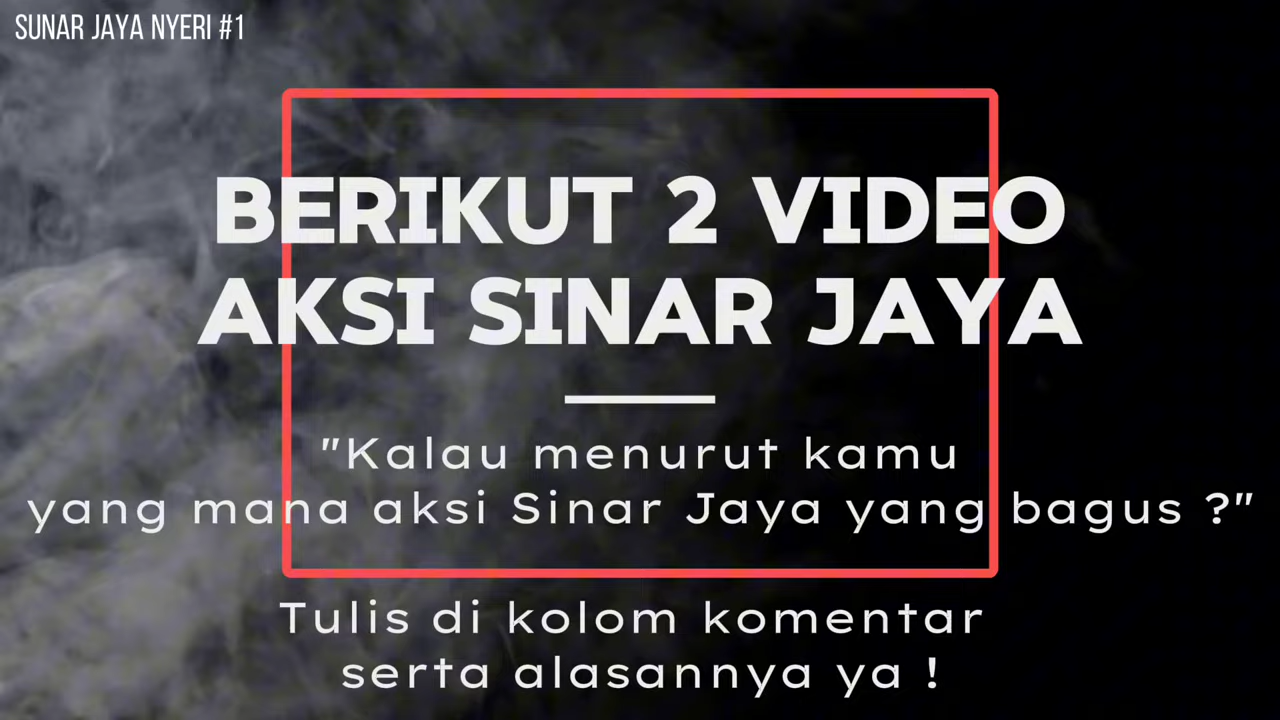 SUNAR JAYA NYERI #1
BERIKUT 2 VIDEO
AKSI SINAR JAYA
"Kalau menurut kamu
yang mana aksi Sinar Jaya yang bagus ?"
Tulis di kolom komentar
serta alasannya ya !